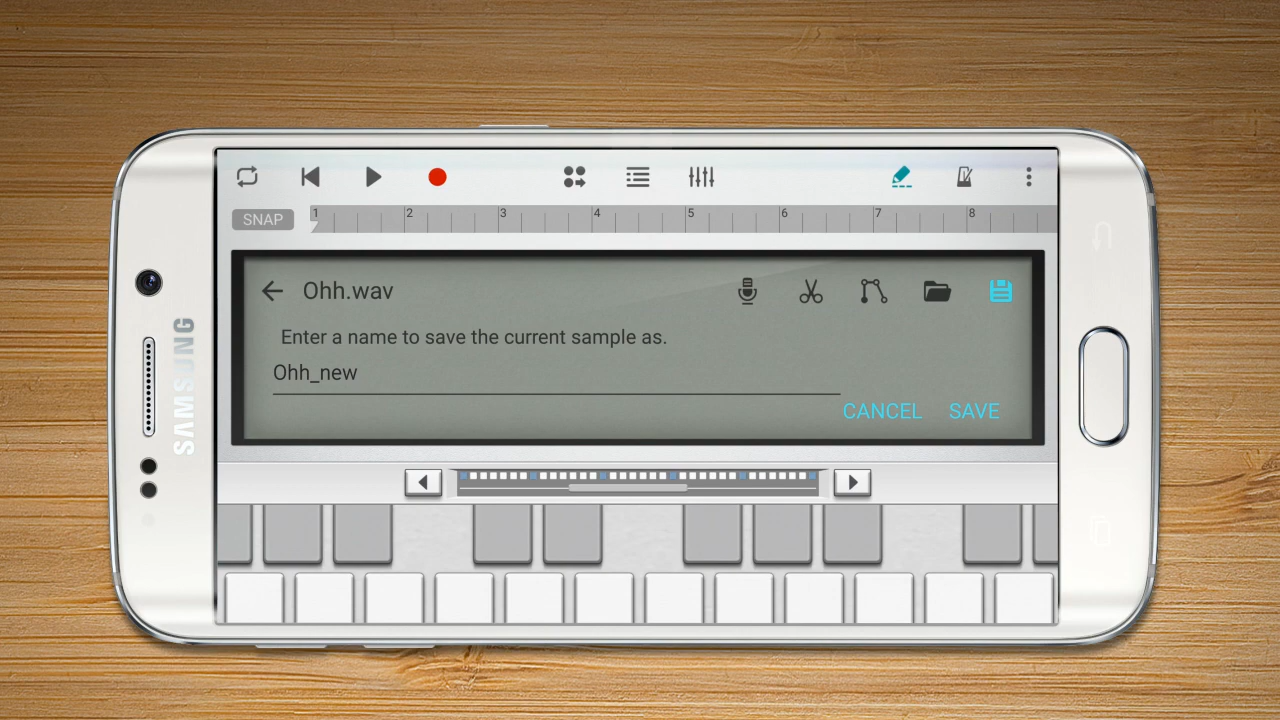 SNAP
1 2 3 4 5 6 7 8
Ohh.wav
Enter a name to save the current sample as.
Ohh_new
CANCEL SAVE
SAMSUNG